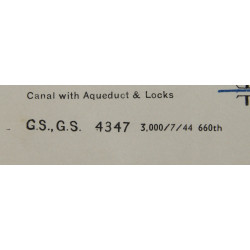 Canal with Aqueduct & Locks
G.S., G.S. 4347 3,000/7/44 660th